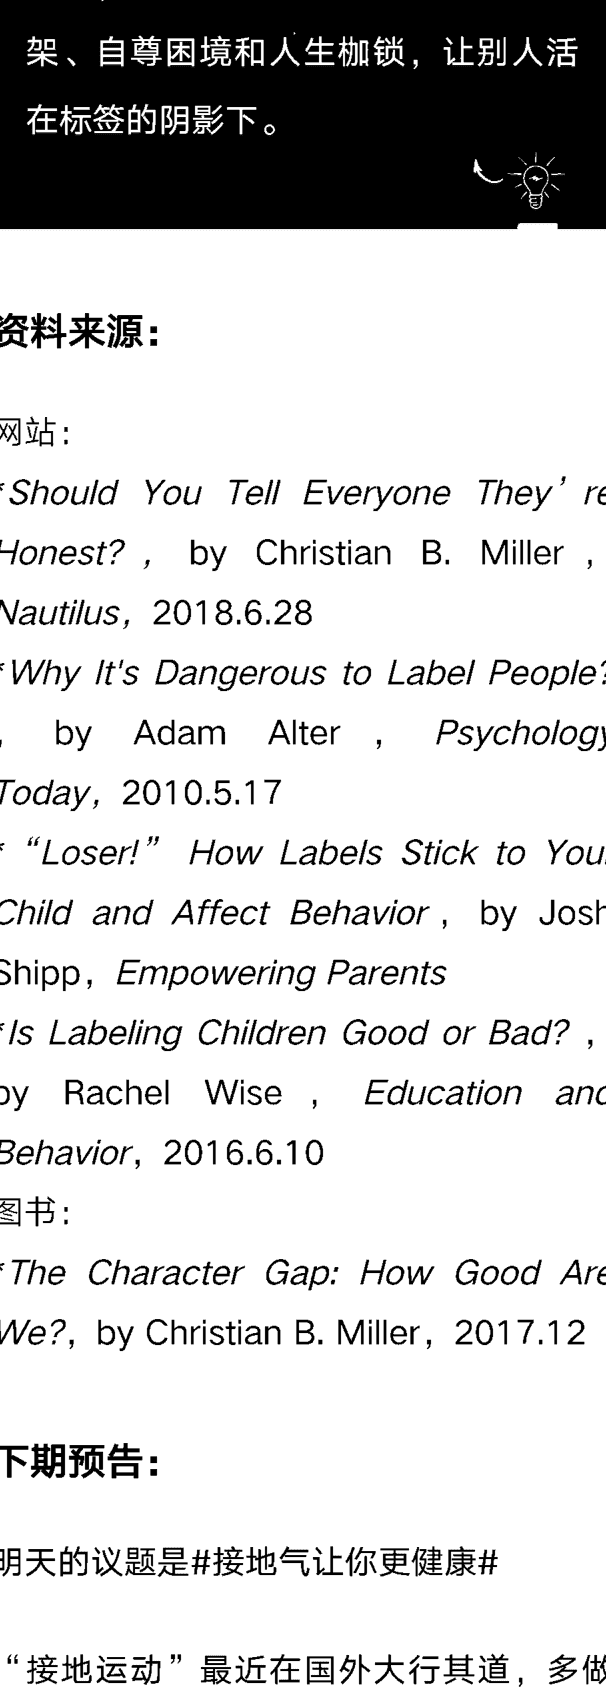 架、自尊困境和人生枷锁，让别人活
在标签的阴影下。
资料来源：
网站：
*Should You Tell Everyone They’re
Honest?， by Christian B. Miller，
Nautilus，2018.6.28
*Why It's Dangerous to Label People?
， by Adam Alter ， Psychology
Today，2010.5.17
*“Loser!” How Labels Stick to Your
Child and Affect Behavior，by Josh
Shipp，Empowering Parents
*Is Labeling Children Good or Bad?，
by Rachel Wise ， Education and
Behavior，2016.6.10
图书：
*The Character Gap: How Good Are
We?，by Christian B. Miller，2017.12
下期预告：
明天的议题是#接地气让你更健康#
“接地运动”最近在国外大行其道，多做